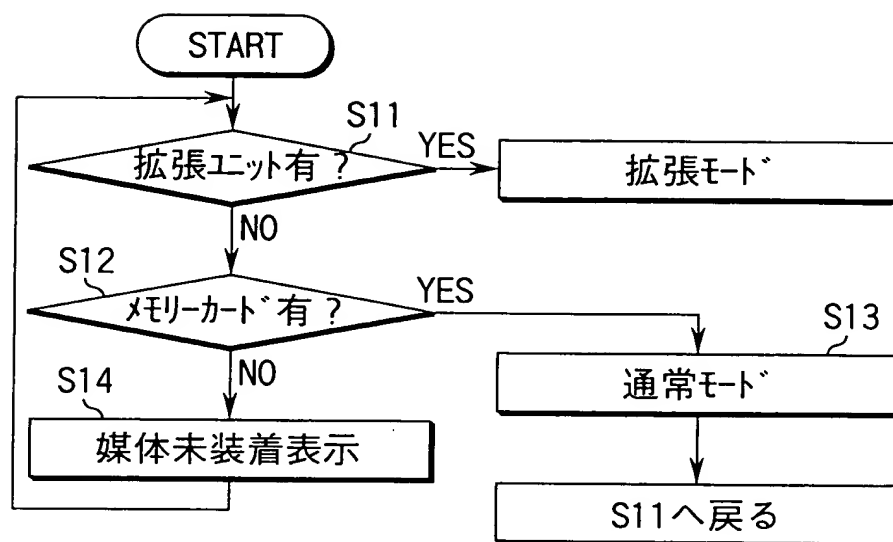 START
S11
拡張ユニット有？
YES
拡張モード
NO
S12
メモリーカード有？
YES
S13
通常モード
NO
S14
媒体未装着表示
S11へ戻る